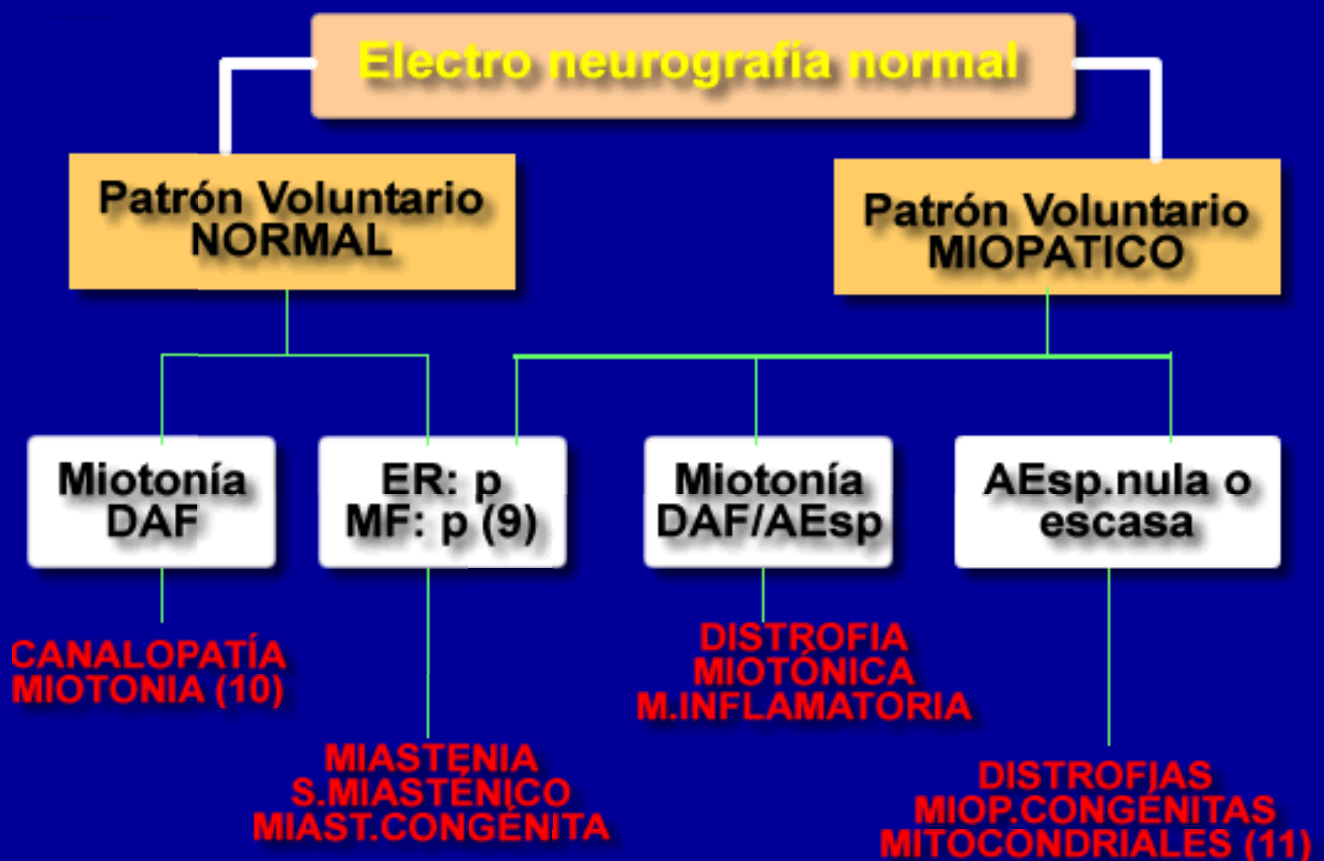 Electro neurografía normal
Patrón Voluntario
NORMAL
Patrón Voluntario
MIOPATICO
Miotonía
DAF
ER: p
MF: p (9)
Miotonía
DAF/AEsp
AEsp.nula o
escasa
CANALOPATÍA
MIOTONIA (10)
MIASTENIA
S.MIASTÉNICO
MIAST.CONGÉNITA
DISTROFIA
MIOTÓNICA
M.INFLAMATORIA
DISTROFIAS
MIOP.CONGÉNITAS
MITOCONDRIALES (11)